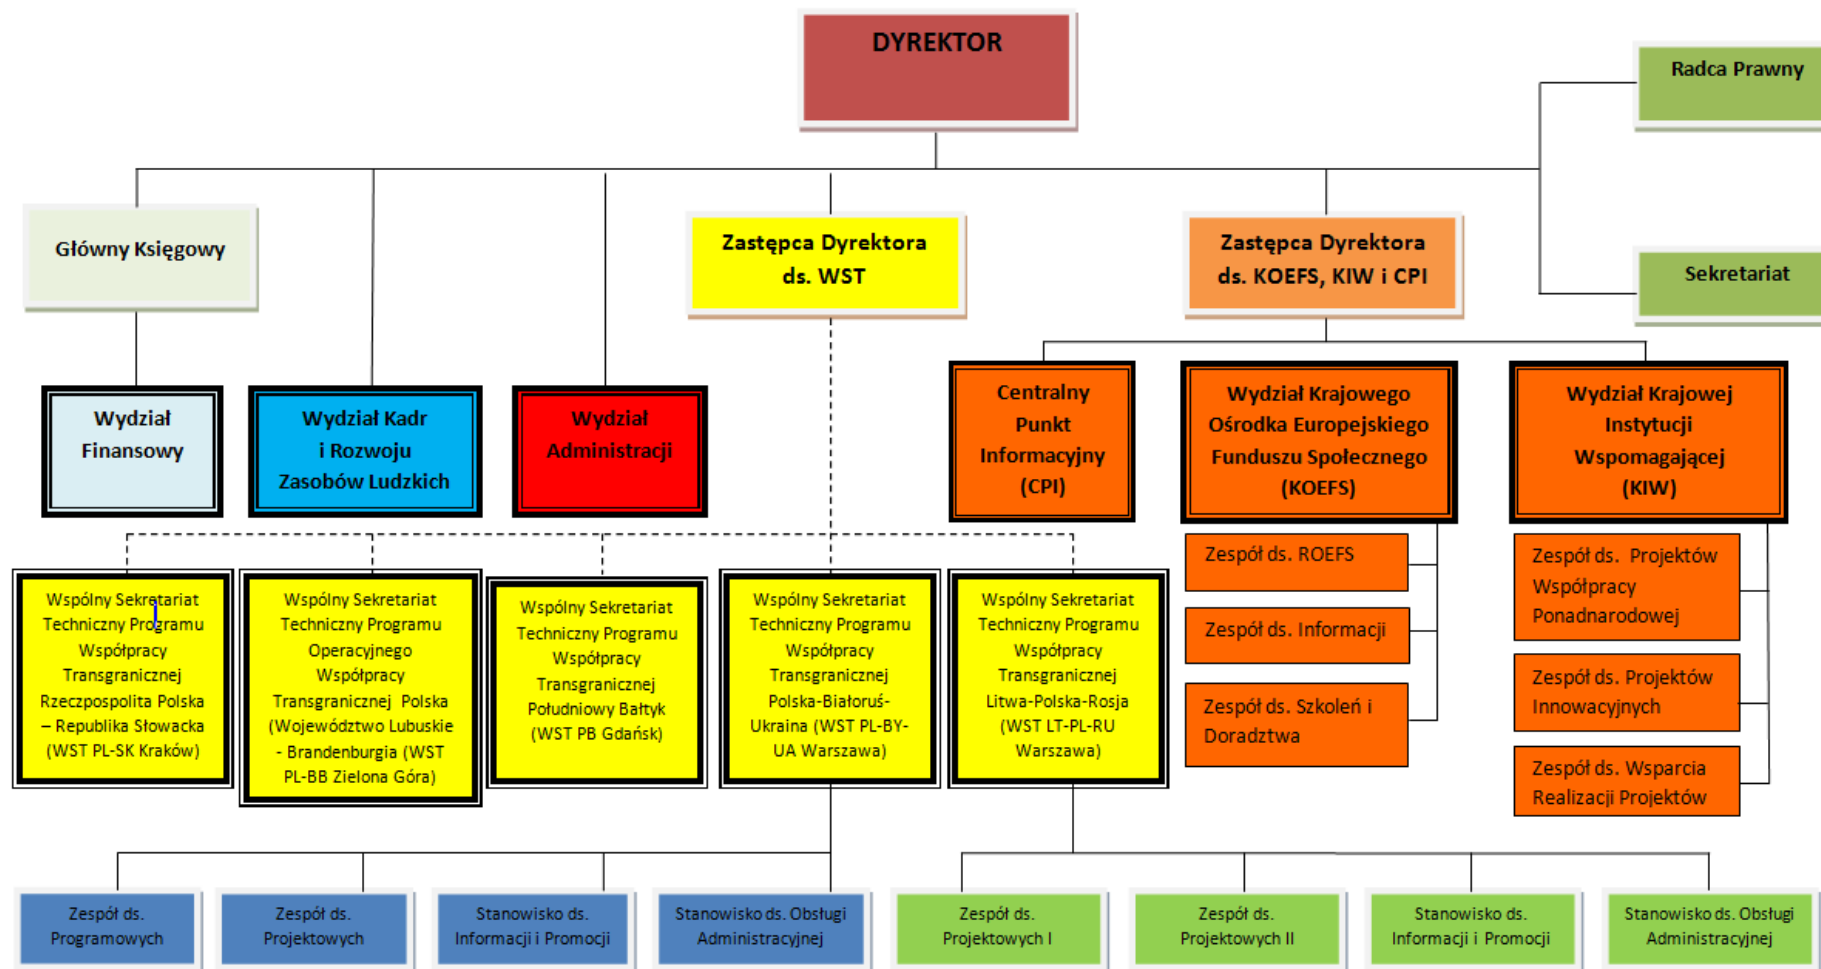 DYREKTOR
Radca Prawny
Główny Księgowy
Zastępca Dyrektora
ds. WST
Zastępca Dyrektora
ds. KOEFS, KIW i CPI
Sekretariat
Wydział
Finansowy
Wydział Kadr
i Rozwoju
Zasobów Ludzkich
Wydział
Administracji
Centralny
Punkt
Informacyjny
(CPI)
Wydział Krajowego
Ośrodka Europejskiego
Funduszu Społecznego
(KOEFS)
Wydział Krajowej
Instytucji
Wspomagającej
(KIW)
Wspólny Sekretariat
Techniczny Programu
Współpracy
Transgranicznej
Rzeczpospolita Polska
– Republika Słowacka
(WST PL-SK Kraków)
Wspólny Sekretariat
Techniczny Programu
Operacyjnego
Współpracy
Transgranicznej Polska
(Województwo Lubuskie
- Brandenburgia (WST
PL-BB Zielona Góra)
Wspólny Sekretariat
Techniczny Programu
Współpracy
Transgranicznej
Południowy Bałtyk
(WST PB Gdańsk)
Wspólny Sekretariat
Techniczny Programu
Współpracy
Transgranicznej
Polska-Białoruś-
Ukraina (WST PL-BY-
UA Warszawa)
Wspólny Sekretariat
Techniczny Programu
Współpracy
Transgranicznej
Litwa-Polska-Rosja
(WST LT-PL-RU
Warszawa)
Zespół ds. ROEFS
Zespół ds. Informacji
Zespół ds. Szkoleń i
Doradztwa
Zespół ds. Projektów
Współpracy
Ponadnarodowej
Zespół ds. Projektów
Innowacyjnych
Zespół ds. Wsparcia
Realizacji Projektów
Zespół ds.
Programowych
Zespół ds.
Projektowych
Stanowisko ds.
Informacji i Promocji
Stanowisko ds. Obsługi
Administracyjnej
Zespół ds.
Projektowych I
Zespół ds.
Projektowych II
Stanowisko ds.
Informacji i Promocji
Stanowisko ds. Obsługi
Administracyjnej